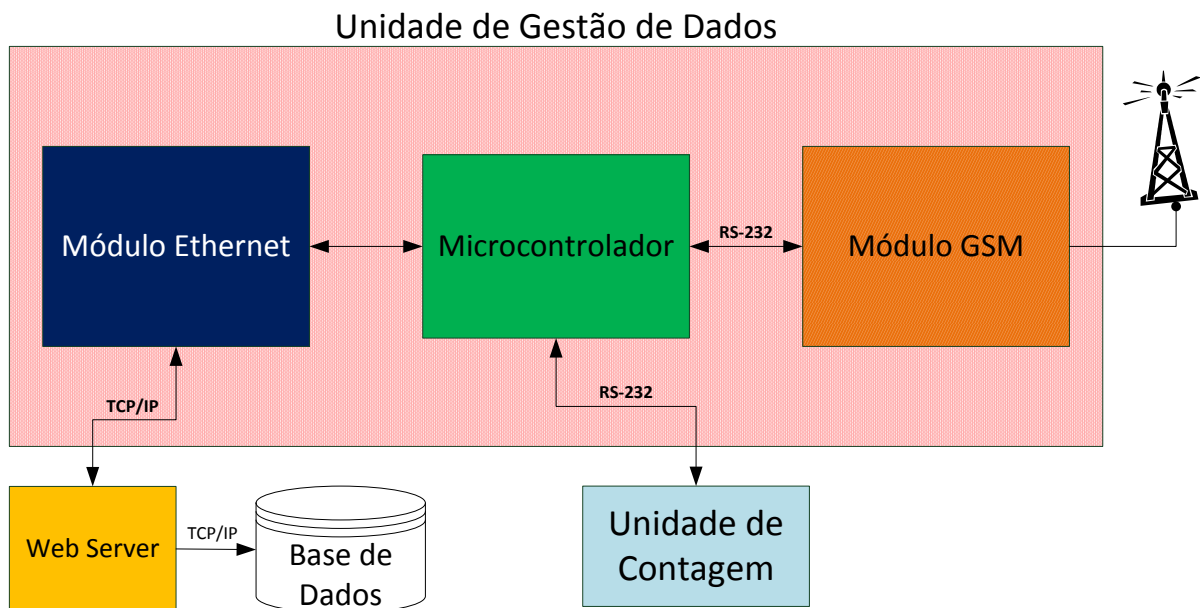 Unidade de Gestão de Dados
Módulo Ethernet
Microcontrolador
RS-232
Módulo GSM
TCP/IP
RS-232
Web Server
TCP/IP
Base de
Dados
Unidade de
Contagem